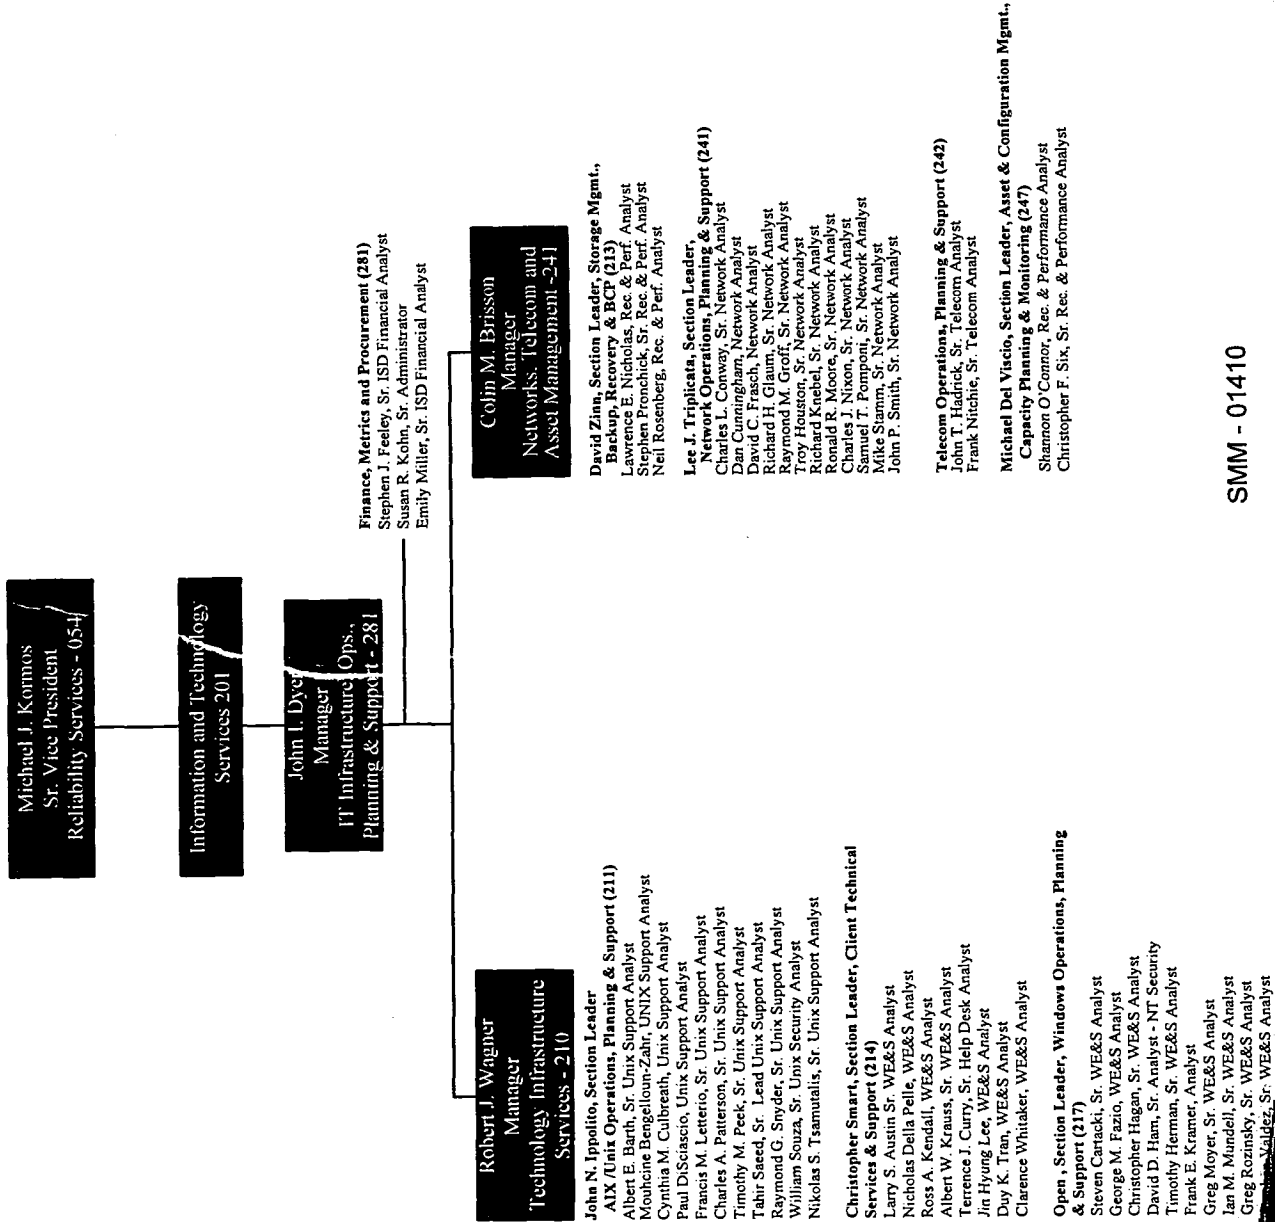 Michael J. Kormos
Sr. Vice President
Reliability Services - 054
Information and Technology
Services 201
John I. Dyer
Manager
IT Infrastructure Ops.,
Planning & Support - 281
Finance, Metrics and Procurement (281)
Stephen J. Feeley, Sr. ISD Financial Analyst
Susan R. Kohn, Sr. Administrator
Emily Miller, Sr. ISD Financial Analyst
Robert J. Wagner
Manager
Technology Infrastructure
Services - 210
John N. Ippolito, Section Leader
AIX /Unix Operations, Planning & Support (211)
Albert E. Barth, Sr. Unix Support Analyst
Mouhcine Bengelloun-Zahr, UNIX Support Analyst
Cynthia M. Culbreath, Unix Support Analyst
Paul DiSciascio, Unix Support Analyst
Francis M. Letterio, Sr. Unix Support Analyst
Charles A. Patterson, Sr. Unix Support Analyst
Timothy M. Peek, Sr. Unix Support Analyst
Tahir Saeed, Sr. Lead Unix Support Analyst
Raymond G. Snyder, Sr. Unix Support Analyst
William Souza, Sr. Unix Security Analyst
Nikolas S. Tsamutalis, Sr. Unix Support Analyst
Christopher Smart, Section Leader, Client Technical
Services & Support (214)
Larry S. Austin Sr. WE&S Analyst
Nicholas Della Pelle, WE&S Analyst
Ross A. Kendall, WE&S Analyst
Albert W. Krauss, Sr. WE&S Analyst
Terrence J. Curry, Sr. Help Desk Analyst
Jin Hyung Lee, WE&S Analyst
Duy K. Tran, WE&S Analyst
Clarence Whitaker, WE&S Analyst
Open , Section Leader, Windows Operations, Planning
& Support (217)
Steven Cartacki, Sr. WE&S Analyst
George M. Fazio, WE&S Analyst
Christopher Hagan, Sr. WE&S Analyst
David D. Ham, Sr. Analyst - NT Security
Timothy Herman, Sr. WE&S Analyst
Frank E. Kramer, Analyst
Greg Moyer, Sr. WE&S Analyst
Ian M. Mundell, Sr. WE&S Analyst
Greg Rozinsky, Sr. WE&S Analyst
Valdez, Sr. WE&S Analyst
Colin M. Brisson
Manager
Networks, Telecom and
Asset Management -241
David Zinn, Section Leader, Storage Mgmt.,
Backup, Recovery & BCP (213)
Lawrence E. Nicholas, Rec. & Perf. Analyst
Stephen Pronchick, Sr. Rec. & Perf. Analyst
Neil Rosenberg, Rec. & Perf. Analyst
Lee J. Triplicata, Section Leader,
Network Operations, Planning & Support (241)
Charles L. Conway, Sr. Network Analyst
Dan Cunningham, Network Analyst
David C. Frasch, Network Analyst
Richard H. Glaum, Sr. Network Analyst
Raymond M. Groff, Sr. Network Analyst
Troy Houston, Sr. Network Analyst
Richard Knebel, Sr. Network Analyst
Ronald R. Moore, Sr. Network Analyst
Charles J. Nixon, Sr. Network Analyst
Samuel T. Pomponi, Sr. Network Analyst
Mike Stamm, Sr. Network Analyst
John P. Smith, Sr. Network Analyst
Telecom Operations, Planning & Support (242)
John T. Hadrick, Sr. Telecom Analyst
Frank Nitchie, Sr. Telecom Analyst
Michael Del Viscio, Section Leader, Asset & Configuration Mgmt.,
Capacity Planning & Monitoring (247)
Shannon O'Connor, Rec. & Performance Analyst
Christopher F. Six, Sr. Rec. & Performance Analyst
SMM - 01410